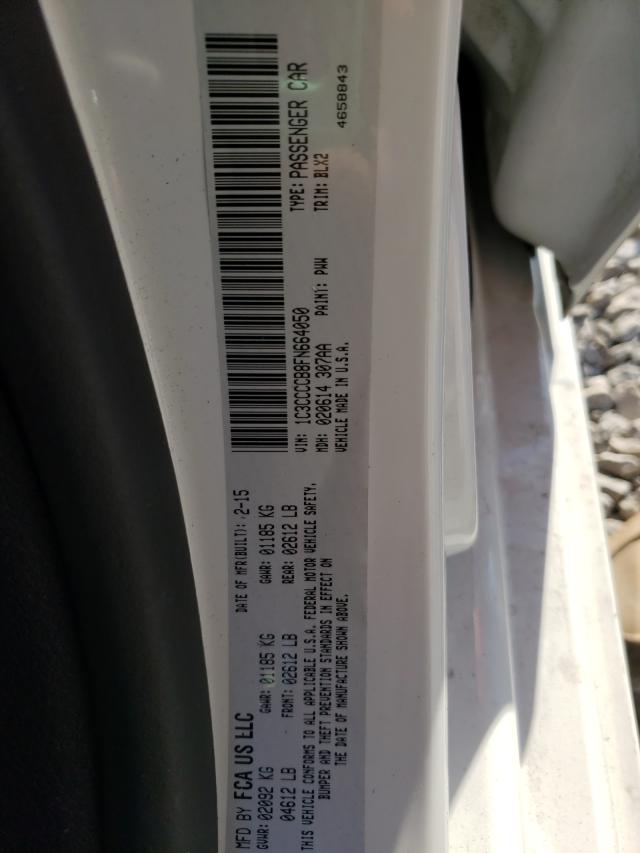 MFD BY FCA US LLC
DATE OF MFR(BUILT): 2-15
GVWR: 02092 KG GAWR: 01185 KG GAWR: 01185 KG
04612 LB FRONT: 02612 LB REAR: 02612 LB
THIS VEHICLE CONFORMS TO ALL APPLICABLE U.S.A. FEDERAL MOTOR VEHICLE SAFETY,
BUMPER AND THEFT PREVENTION STANDARDS IN EFFECT ON
THE DATE OF MANUFACTURE SHOWN ABOVE.
VIN: 1C3CCCCB8FN664050 TYPE: PASSENGER CAR
MDH: 020614 307AA PAINT: PWW TRIM: BLX2
VEHICLE MADE IN U.S.A. 4658843